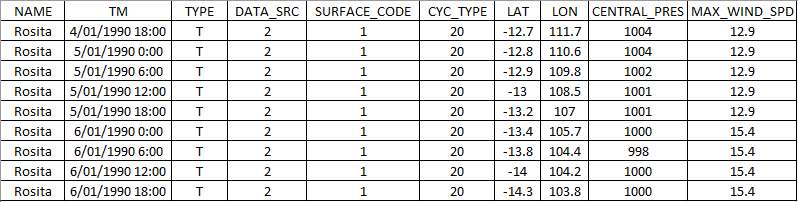 NAME TM TYPE DATA_SRC SURFACE_CODE CYC_TYPE LAT LON CENTRAL_PRES MAX_WIND_SPD
Rosita 4/01/1990 18:00 T 2 1 20 -12.7 111.7 1004 12.9
Rosita 5/01/1990 0:00 T 2 1 20 -12.8 110.6 1004 12.9
Rosita 5/01/1990 6:00 T 2 1 20 -12.9 109.8 1002 12.9
Rosita 5/01/1990 12:00 T 2 1 20 -13 108.5 1001 12.9
Rosita 5/01/1990 18:00 T 2 1 20 -13.2 107 1001 12.9
Rosita 6/01/1990 0:00 T 2 1 20 -13.4 105.7 1000 15.4
Rosita 6/01/1990 6:00 T 2 1 20 -13.8 104.4 998 15.4
Rosita 6/01/1990 12:00 T 2 1 20 -14 104.2 1000 15.4
Rosita 6/01/1990 18:00 T 2 1 20 -14.3 103.8 1000 15.4